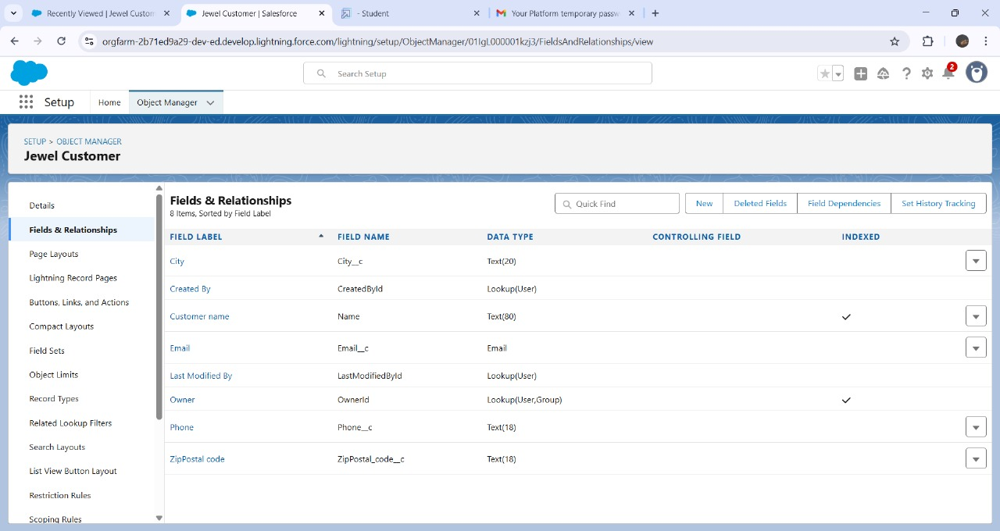 Recently Viewed | Jewel Custom
Jewel Customer | Salesforce
- Student
Your Platform temporary passw
orgfarm-2b71ed9a29-dev-ed.develop.lightning.force.com/lightning/setup/ObjectManager/01IgL000001kzj3/FieldsAndRelationships/view
Search Setup
2
Setup
Home
Object Manager
SETUP > OBJECT MANAGER
Jewel Customer
Details
Fields & Relationships
Page Layouts
Lightning Record Pages
Buttons, Links, and Actions
Compact Layouts
Field Sets
Object Limits
Record Types
Related Lookup Filters
Search Layouts
List View Button Layout
Restriction Rules
Scoping Rules
Fields & Relationships
8 Items, Sorted by Field Label
Quick Find
New
Deleted Fields
Field Dependencies
Set History Tracking
FIELD LABEL FIELD NAME DATA TYPE CONTROLLING FIELD INDEXED
City City__c Text(20)
Created By CreatedById Lookup(User)
Customer name Name Text(80)
Email Email__c Email
Last Modified By LastModifiedById Lookup(User)
Owner OwnerId Lookup(User,Group)
Phone Phone__c Text(18)
ZipPostal code ZipPostal_code__c Text(18)